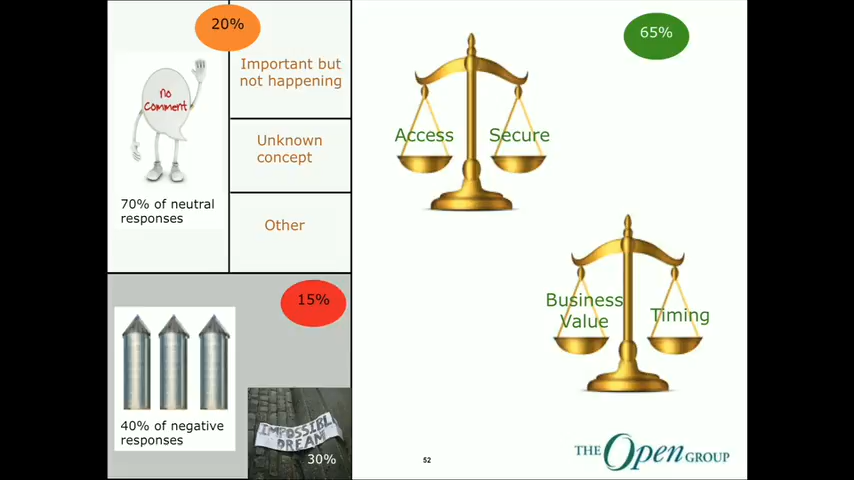 20%
no
comment
70% of neutral
responses
Important but
not happening
Unknown
concept
Other
15%
40% of negative
responses
IMPOSSIBLE
DREAM
30%
65%
Access
Secure
Business
Value
Timing
52
THE Open GROUP